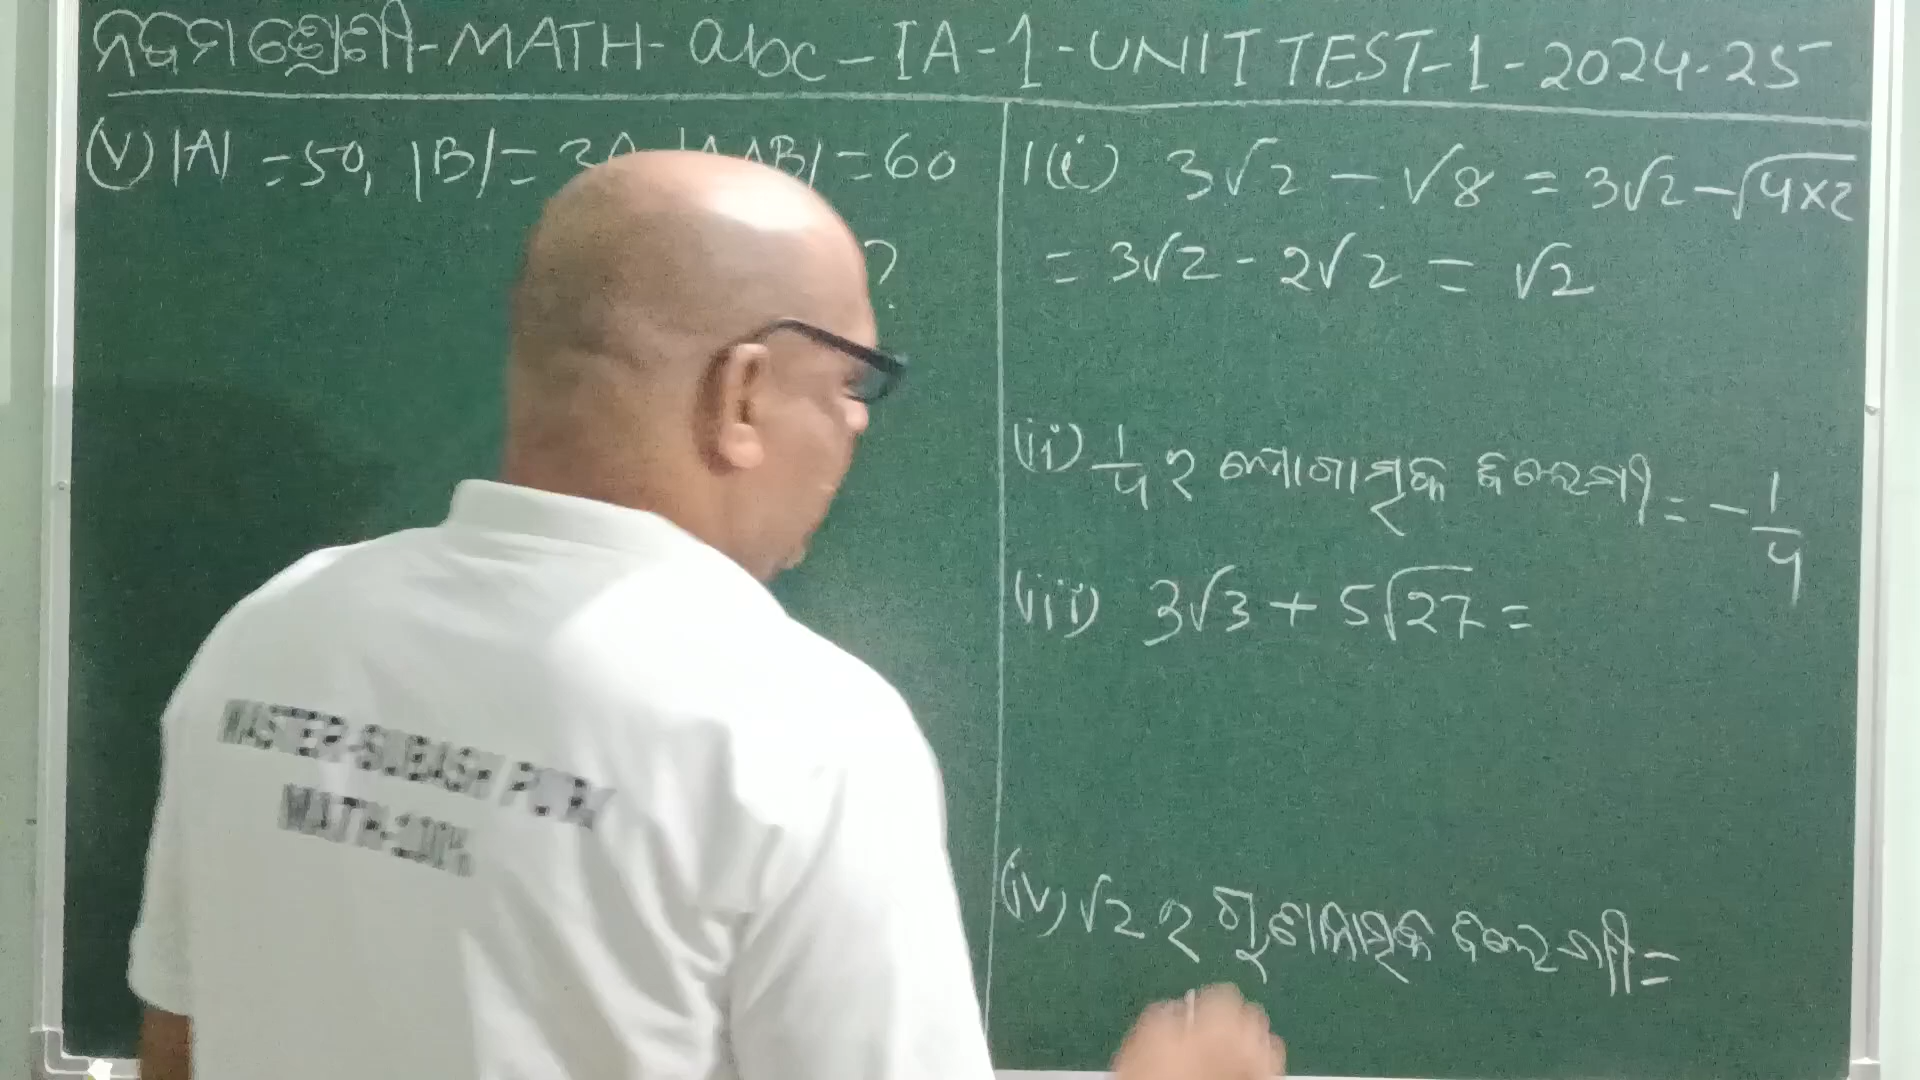 ନବମ ଶ୍ରେଣୀ-MATH- abc-IA-1-UNIT TEST-1-2024-25
(v) |A| = 50, |B| = B| = 60
?
1(i) 3√2 - √8 = 3√2 - √4×2
= 3√2 - 2√2 = √2
(ii) 1/4 ର ଯୋଗାତ୍ମକ ବିଲୋମୀ = - 1/4
(iii) 3√3 + 5√27 =
(iv) √2 ର ଗୁଣନାତ୍ମକ ବିଲୋମୀ =
MASTER-SUBASH
MATH-100%